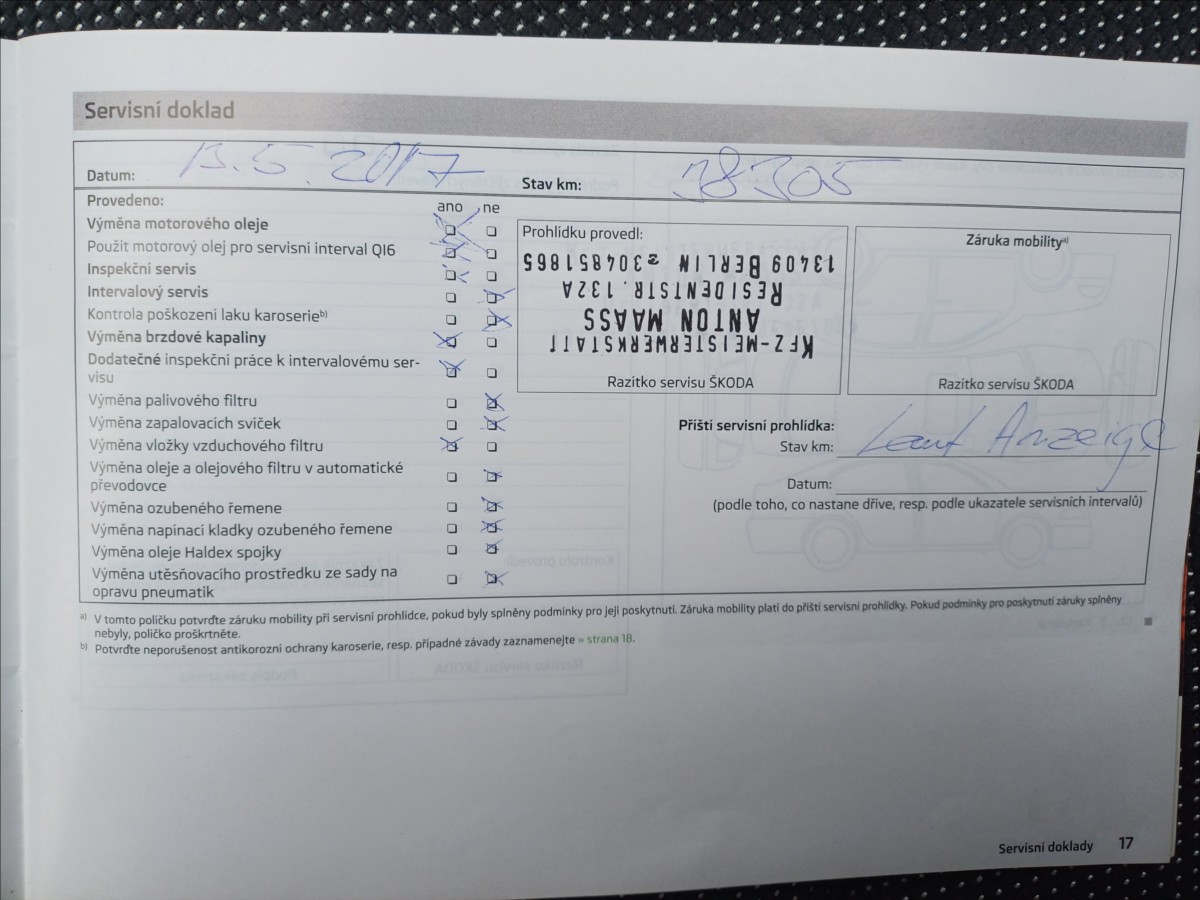 Servisní doklad
Datum: 13.5.2017 Stav km: 38305
Provedeno: ano ne
Výměna motorového oleje
Použit motorový olej pro servisní interval QI6
Inspekční servis
Intervalový servis
Kontrola poškození laku karoserieb)
Výměna brzdové kapaliny
Dodatečné inspekční práce k intervalovému ser-
visu
Výměna palivového filtru
Výměna zapalovacích svíček
Výměna vložky vzduchového filtru
Výměna oleje a olejového filtru v automatické
převodovce
Výměna ozubeného řemene
Výměna napínací kladky ozubeného řemene
Výměna oleje Haldex spojky
Výměna utěsňovacího prostředku ze sady na
opravu pneumatik
Prohlídku provedl:
KFZ-MEISTERWERKSTATT
ANTON MAASS
RESIDENTSTR. 132A
13409 BERLIN ☎ 304851865
Razítko servisu ŠKODA
Záruka mobilitya)
Razítko servisu ŠKODA
Příští servisní prohlídka:
Stav km: Laut Anzeige
Datum:
(podle toho, co nastane dříve, resp. podle ukazatele servisních intervalů)
a) V tomto políčku potvrďte záruku mobility při servisní prohlídce, pokud byly splněny podmínky pro její poskytnutí. Záruka mobility platí do příští servisní prohlídky. Pokud podmínky pro poskytnutí záruky splněny
nebyly, políčko proškrtněte.
b) Potvrďte neporušenost antikorozní ochrany karoserie, resp. případné závady zaznamenejte » strana 18.
Servisní doklady 17